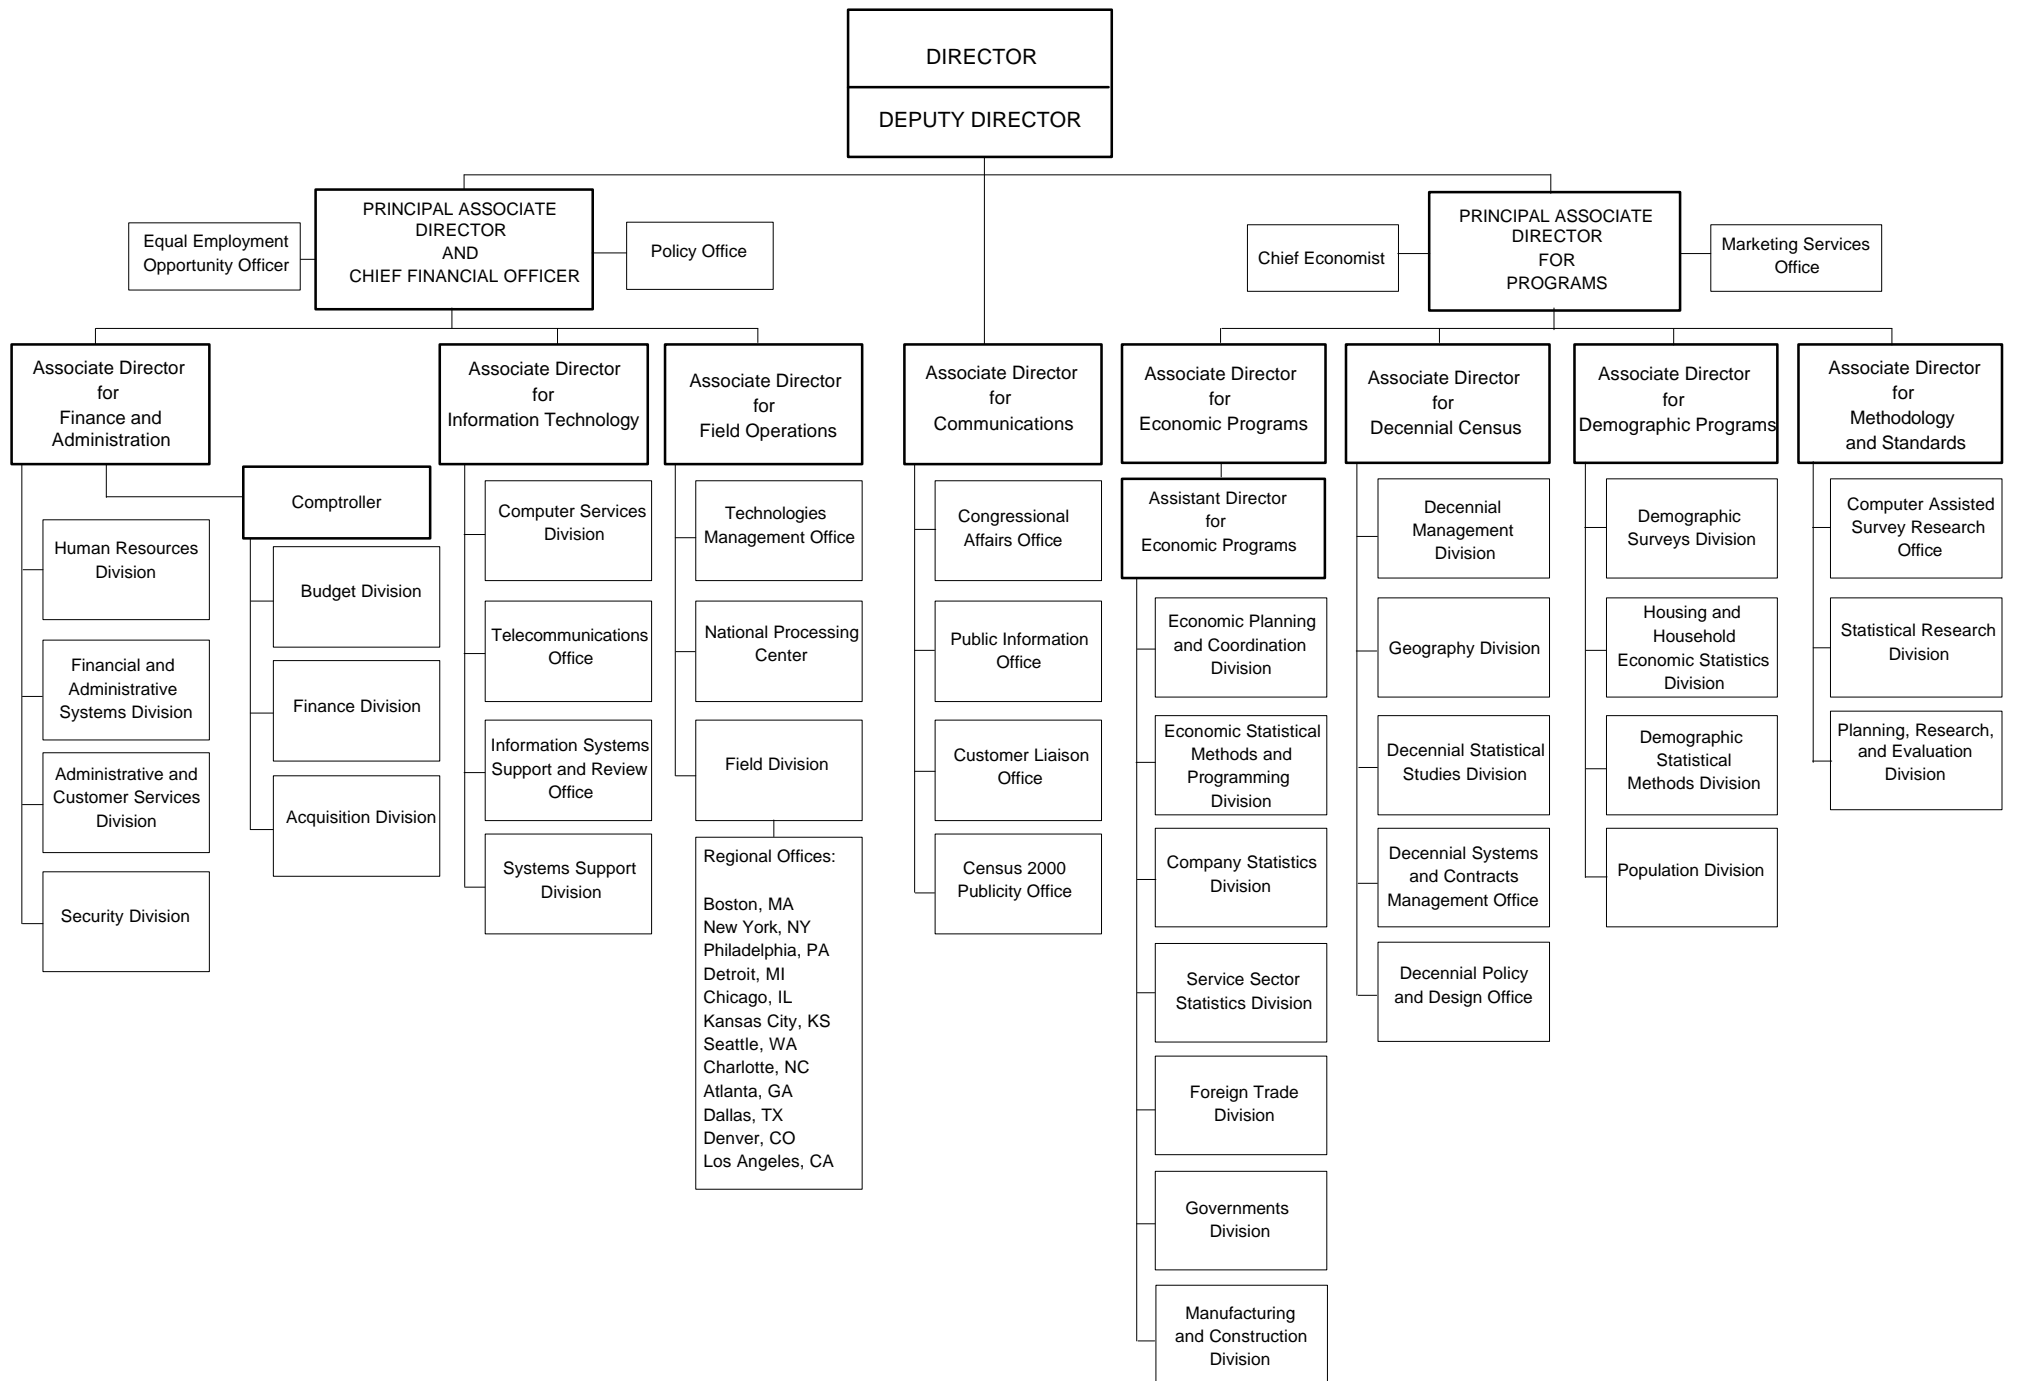 DIRECTOR
DEPUTY DIRECTOR
Equal Employment
Opportunity Officer
PRINCIPAL ASSOCIATE
DIRECTOR
AND
CHIEF FINANCIAL OFFICER
Policy Office
Chief Economist
PRINCIPAL ASSOCIATE
DIRECTOR
FOR
PROGRAMS
Marketing Services
Office
Associate Director
for
Finance and
Administration
Human Resources
Division
Financial and
Administrative
Systems Division
Administrative and
Customer Services
Division
Security Division
Comptroller
Budget Division
Finance Division
Acquisition Division
Associate Director
for
Information Technology
Computer Services
Division
Telecommunications
Office
Information Systems
Support and Review
Office
Systems Support
Division
Associate Director
for
Field Operations
Technologies
Management Office
National Processing
Center
Field Division
Regional Offices:
Boston, MA
New York, NY
Philadelphia, PA
Detroit, MI
Chicago, IL
Kansas City, KS
Seattle, WA
Charlotte, NC
Atlanta, GA
Dallas, TX
Denver, CO
Los Angeles, CA
Associate Director
for
Communications
Congressional
Affairs Office
Public Information
Office
Customer Liaison
Office
Census 2000
Publicity Office
Associate Director
for
Economic Programs
Assistant Director
for
Economic Programs
Economic Planning
and Coordination
Division
Economic Statistical
Methods and
Programming
Division
Company Statistics
Division
Service Sector
Statistics Division
Foreign Trade
Division
Governments
Division
Manufacturing
and Construction
Division
Associate Director
for
Decennial Census
Decennial
Management
Division
Geography Division
Decennial Statistical
Studies Division
Decennial Systems
and Contracts
Management Office
Decennial Policy
and Design Office
Associate Director
for
Demographic Programs
Demographic
Surveys Division
Housing and
Household
Economic Statistics
Division
Demographic
Statistical
Methods Division
Population Division
Associate Director
for
Methodology
and Standards
Computer Assisted
Survey Research
Office
Statistical Research
Division
Planning, Research,
and Evaluation
Division